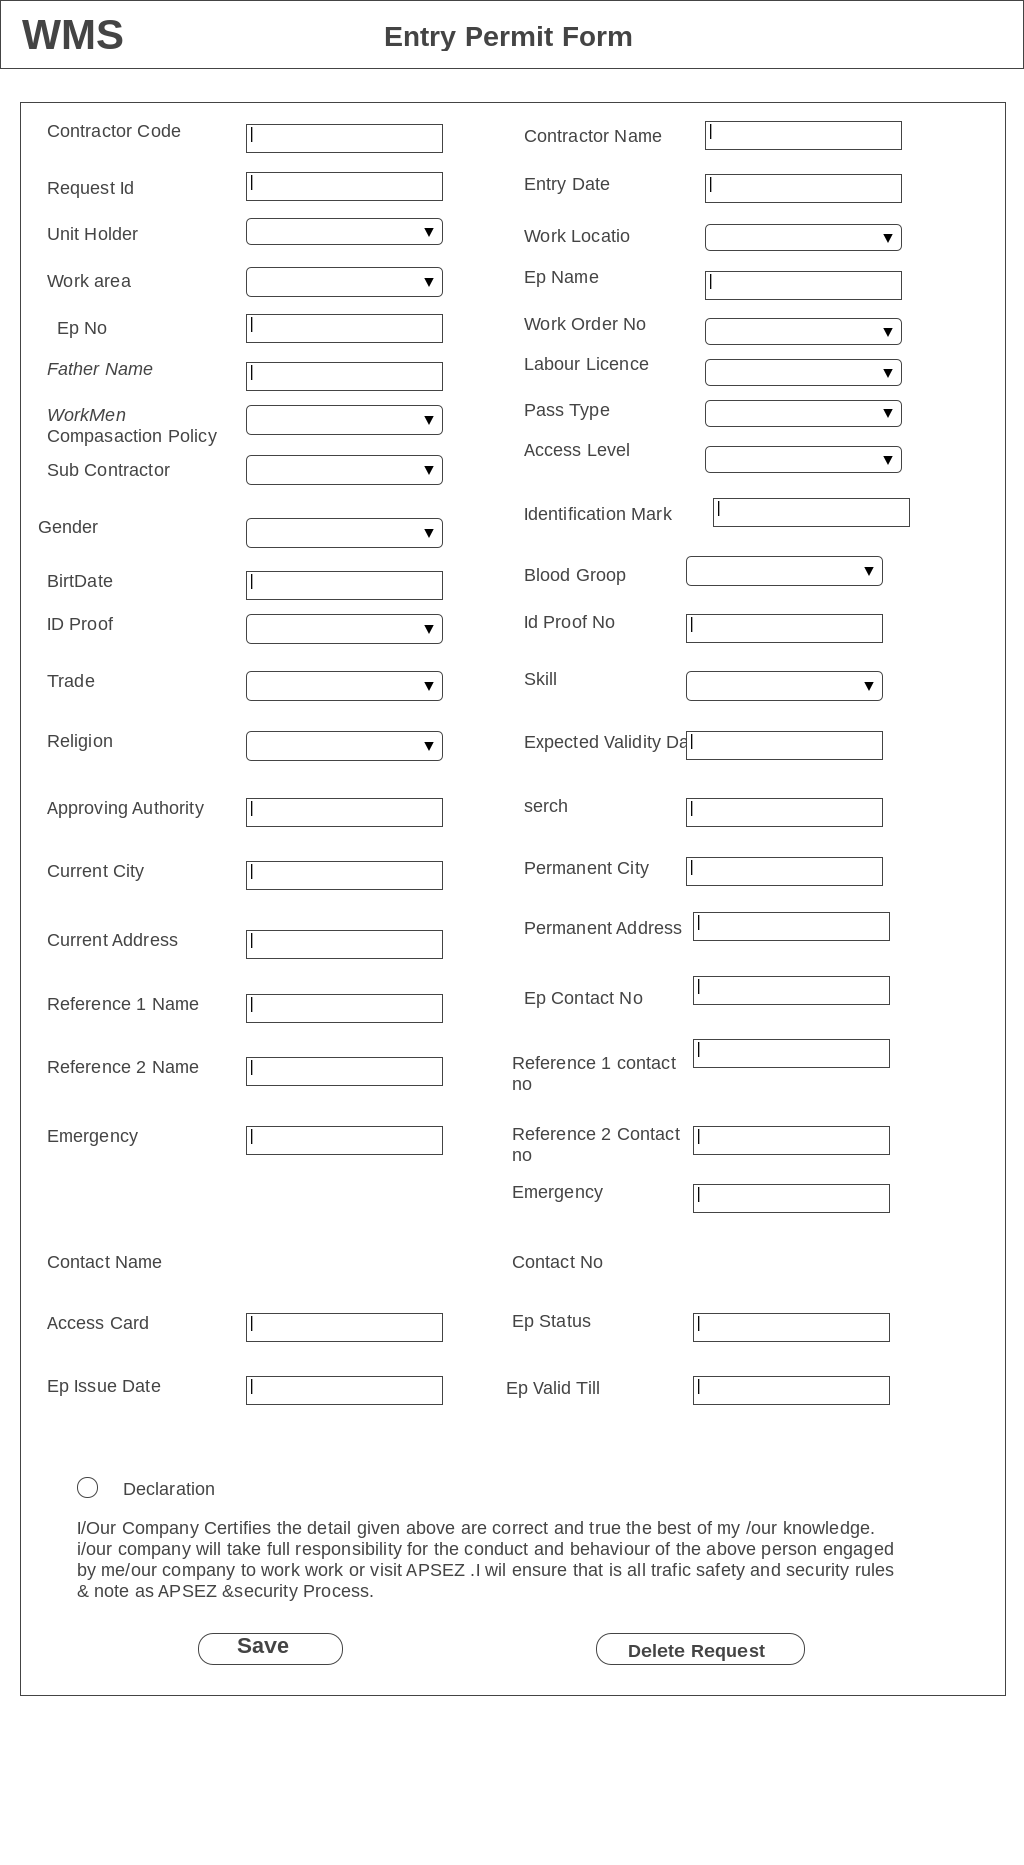 WMS
Entry Permit Form
Contractor Code
Contractor Name
Request Id
Entry Date
Unit Holder
Work Locatio
Work area
Ep Name
Ep No
Work Order No
Father Name
Labour Licence
WorkMen
Compasaction Policy
Pass Type
Sub Contractor
Access Level
Gender
Identification Mark
BirtDate
Blood Groop
ID Proof
Id Proof No
Trade
Skill
Religion
Expected Validity Da
Approving Authority
serch
Current City
Permanent City
Current Address
Permanent Address
Reference 1 Name
Ep Contact No
Reference 2 Name
Reference 1 contact
no
Emergency
Reference 2 Contact
no
Emergency
Contact Name
Contact No
Access Card
Ep Status
Ep Issue Date
Ep Valid Till
Declaration
I/Our Company Certifies the detail given above are correct and true the best of my /our knowledge.
i/our company will take full responsibility for the conduct and behaviour of the above person engaged
by me/our company to work work or visit APSEZ .I wil ensure that is all trafic safety and security rules
& note as APSEZ &security Process.
Save
Delete Request